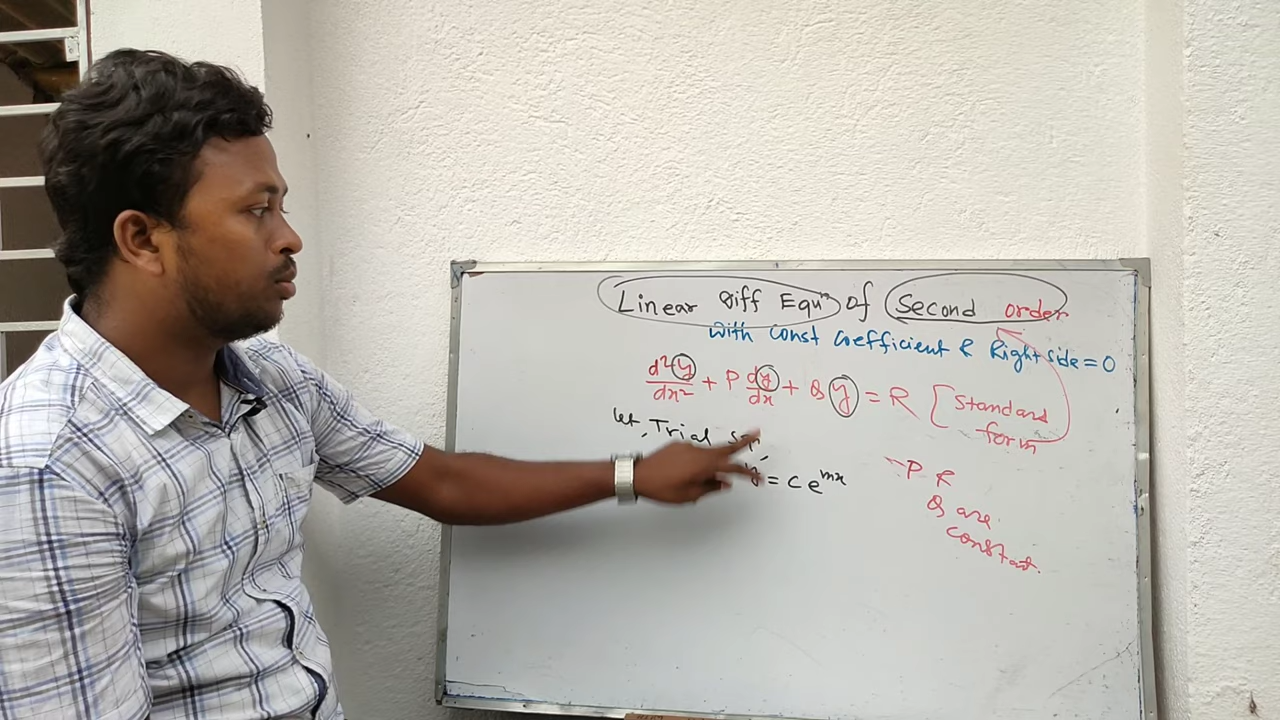 Linear Diff Equⁿ of Second order
with const coefficient & Right side = 0
d²y/dx² + P dy/dx + Q y = R [Standard form
let, Trial
y = c e^mx
P &
Q are
constant.